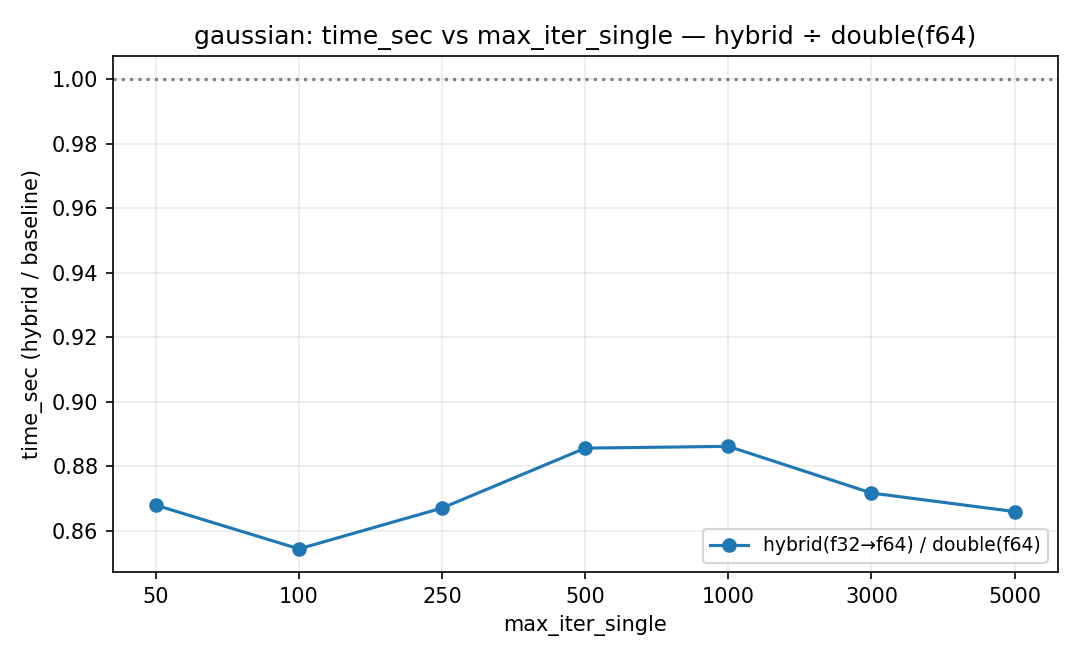 gaussian: time_sec vs max_iter_single — hybrid ÷ double(f64)
time_sec (hybrid / baseline)
1.00
0.98
0.96
0.94
0.92
0.90
0.88
0.86
hybrid(f32→f64) / double(f64)
50 100 250 500 1000 3000 5000
max_iter_single